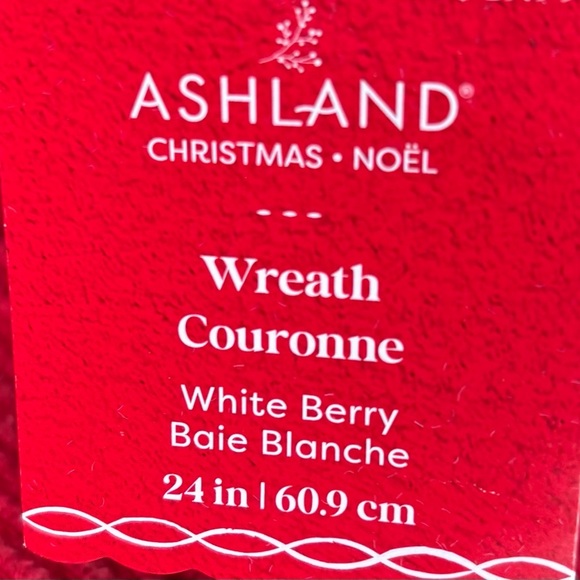 ASHLAND®
CHRISTMAS • NOËL
---
Wreath
Couronne
White Berry
Baie Blanche
24 in | 60.9 cm